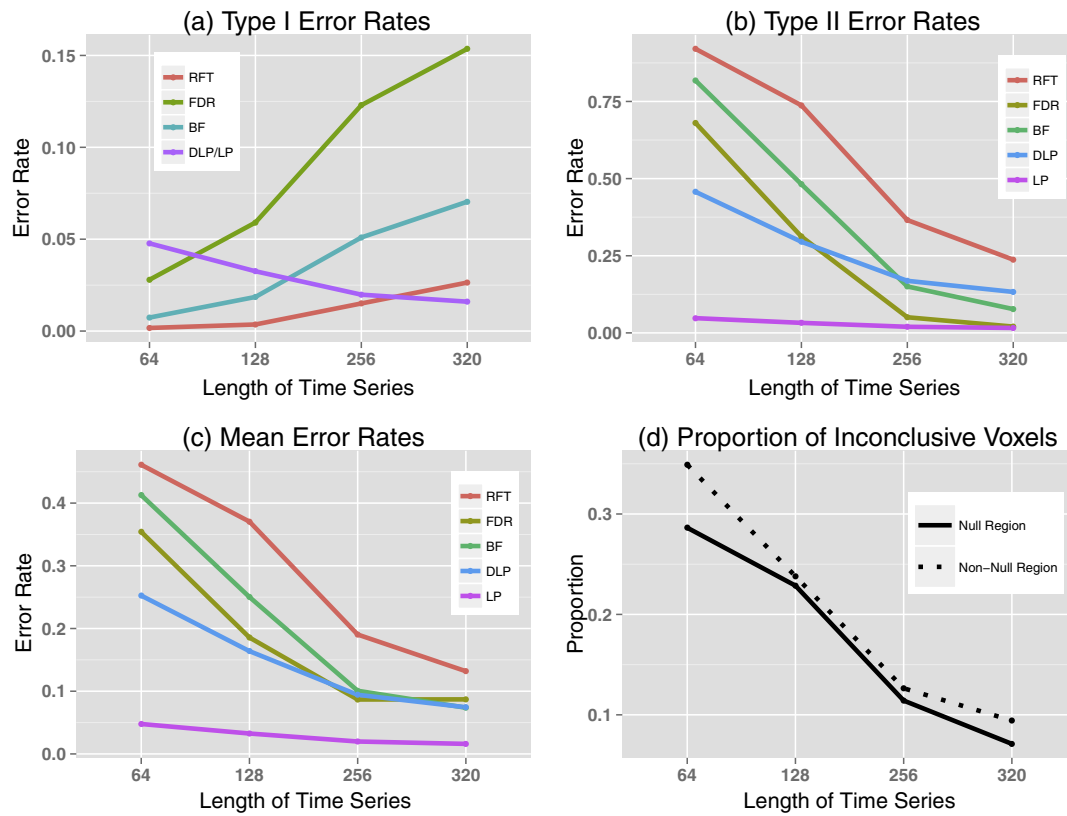 (a) Type I Error Rates
0.15
0.10
0.05
0.00
Error Rate
RFT
FDR
BF
DLP/LP
64 128 256 320
Length of Time Series
(b) Type II Error Rates
0.75
0.50
0.25
0.00
Error Rate
RFT
FDR
BF
DLP
LP
64 128 256 320
Length of Time Series
(c) Mean Error Rates
0.4
0.3
0.2
0.1
0.0
Error Rate
RFT
FDR
BF
DLP
LP
64 128 256 320
Length of Time Series
(d) Proportion of Inconclusive Voxels
0.3
0.2
0.1
Proportion
Null Region
Non−Null Region
64 128 256 320
Length of Time Series